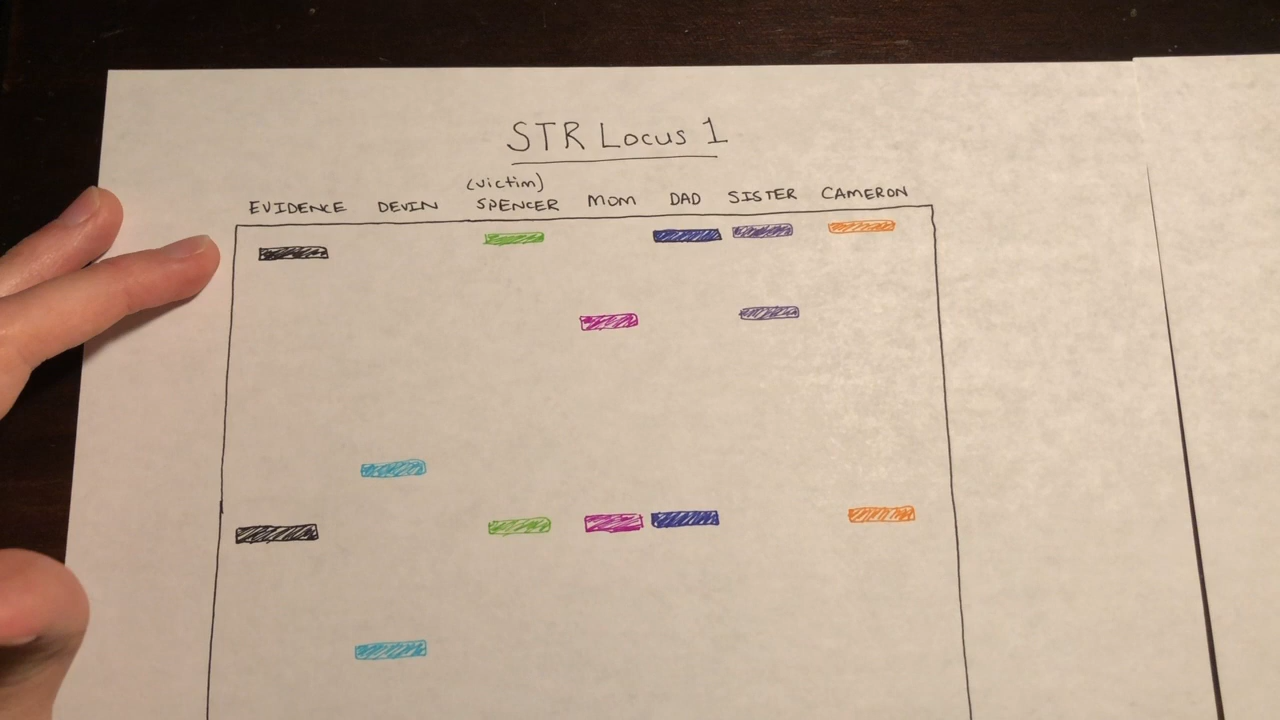 STR Locus 1
(victim)
EVIDENCE DEVIN SPENCER MOM DAD SISTER CAMERON